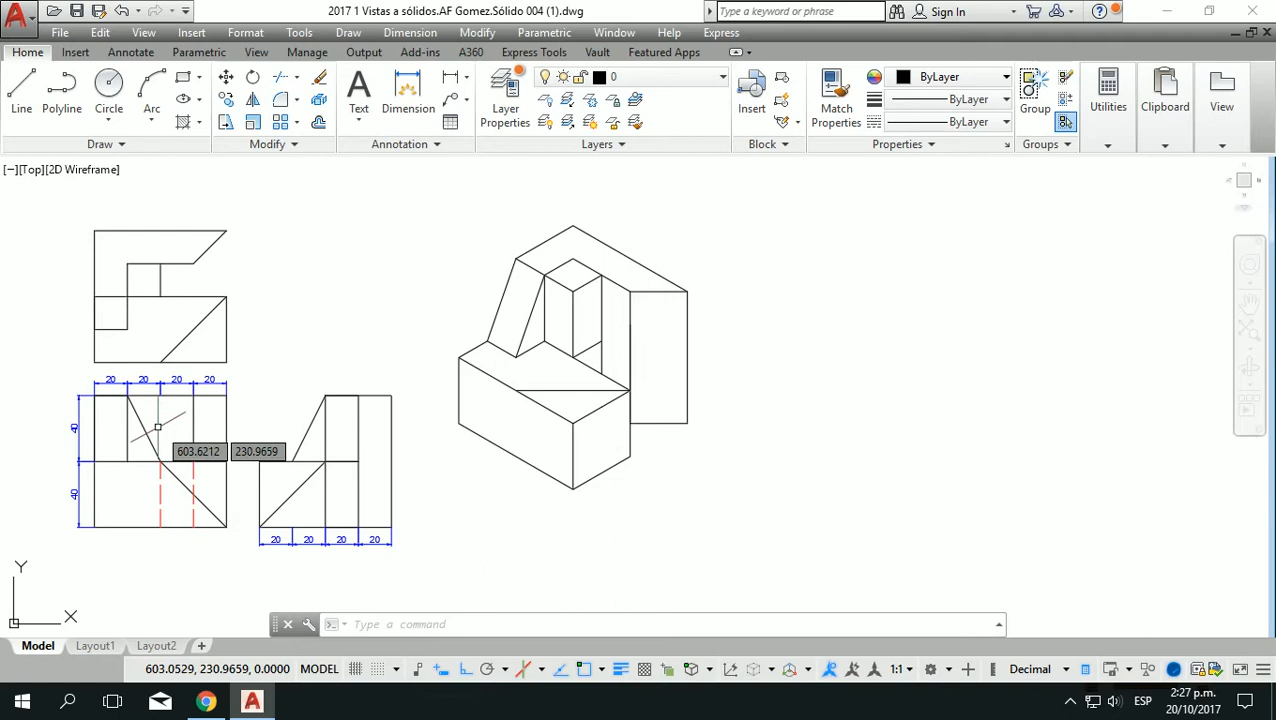 2017 1 Vistas a sólidos.AF Gomez.Sólido 004 (1).dwg
Type a keyword or phrase
Sign In
File Edit View Insert Format Tools Draw Dimension Modify Parametric Window Help Express
Home Insert Annotate Parametric View Manage Output Add-ins A360 Express Tools Vault Featured Apps
0
ByLayer
ByLayer
ByLayer
Line Polyline Circle Arc
Text Dimension
Layer Properties
Insert
Match Properties
Group
Utilities
Clipboard
View
Draw Modify Annotation Layers Block Properties Groups
[−][Top][2D Wireframe]
20 20 20 20
40
40
603.6212 230.9659
20 20 20 20
Y
X
Type a command
Model Layout1 Layout2 +
603.0529, 230.9659, 0.0000 MODEL
1:1
Decimal
ESP
2:27 p.m.
20/10/2017